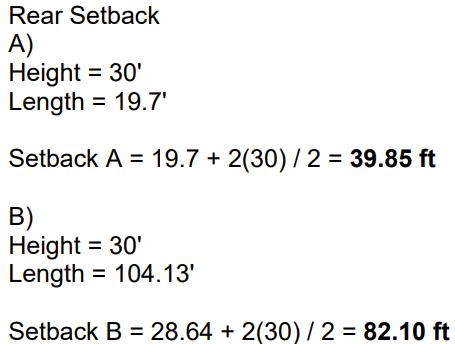 Rear Setback
A)
Height = 30'
Length = 19.7'
Setback A = 19.7 + 2(30) / 2 = 39.85 ft
B)
Height = 30'
Length = 104.13'
Setback B = 28.64 + 2(30) / 2 = 82.10 ft